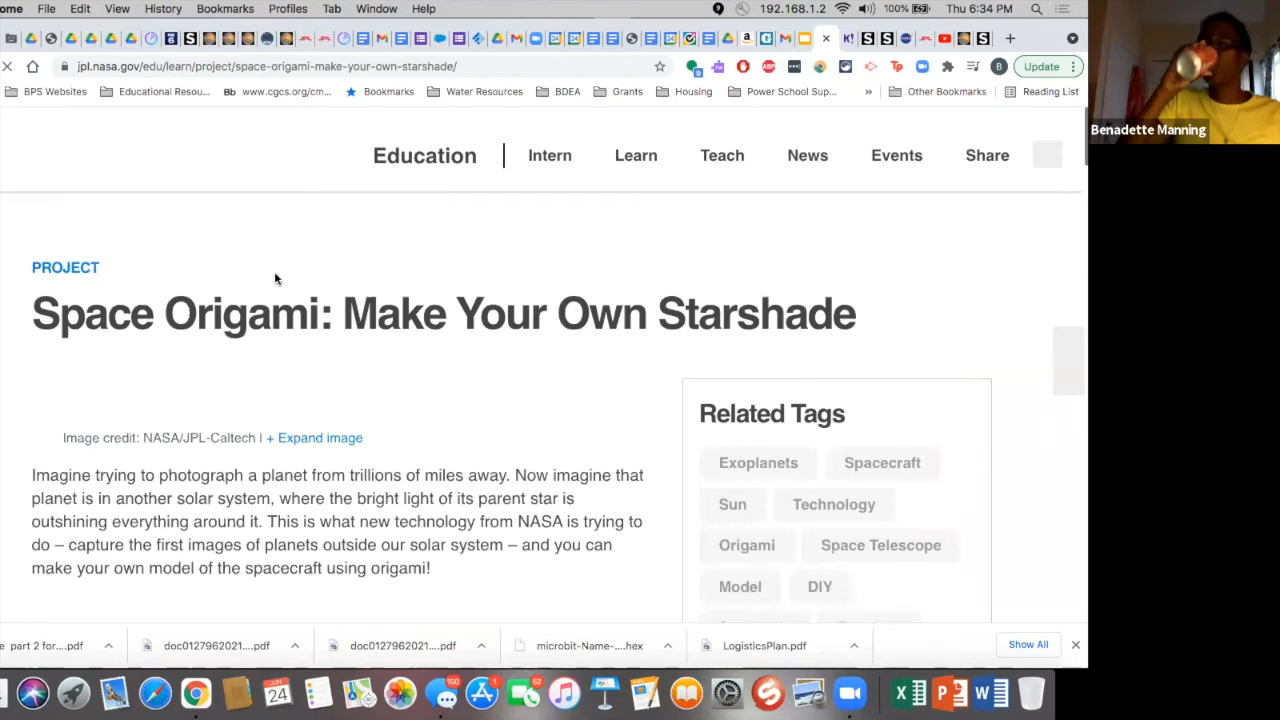 ome File Edit View History Bookmarks Profiles Tab Window Help 192.168.1.2 100% Thu 6:34 PM
jpl.nasa.gov/edu/learn/project/space-origami-make-your-own-starshade/ Update
BPS Websites Educational Resou... Bb www.cgcs.org/cm... Bookmarks Water Resources BDEA Grants Housing Power School Sup... » Other Bookmarks Reading List
Benadette Manning
Education | Intern Learn Teach News Events Share
PROJECT
Space Origami: Make Your Own Starshade
Image credit: NASA/JPL-Caltech | + Expand image
Imagine trying to photograph a planet from trillions of miles away. Now imagine that
planet is in another solar system, where the bright light of its parent star is
outshining everything around it. This is what new technology from NASA is trying to
do – capture the first images of planets outside our solar system – and you can
make your own model of the spacecraft using origami!
Related Tags
Exoplanets Spacecraft
Sun Technology
Origami Space Telescope
Model DIY
e part 2 for....pdf doc0127962021....pdf doc0127962021....pdf microbit-Name-....hex LogisticsPlan.pdf Show All
JUN
24
150
1
52